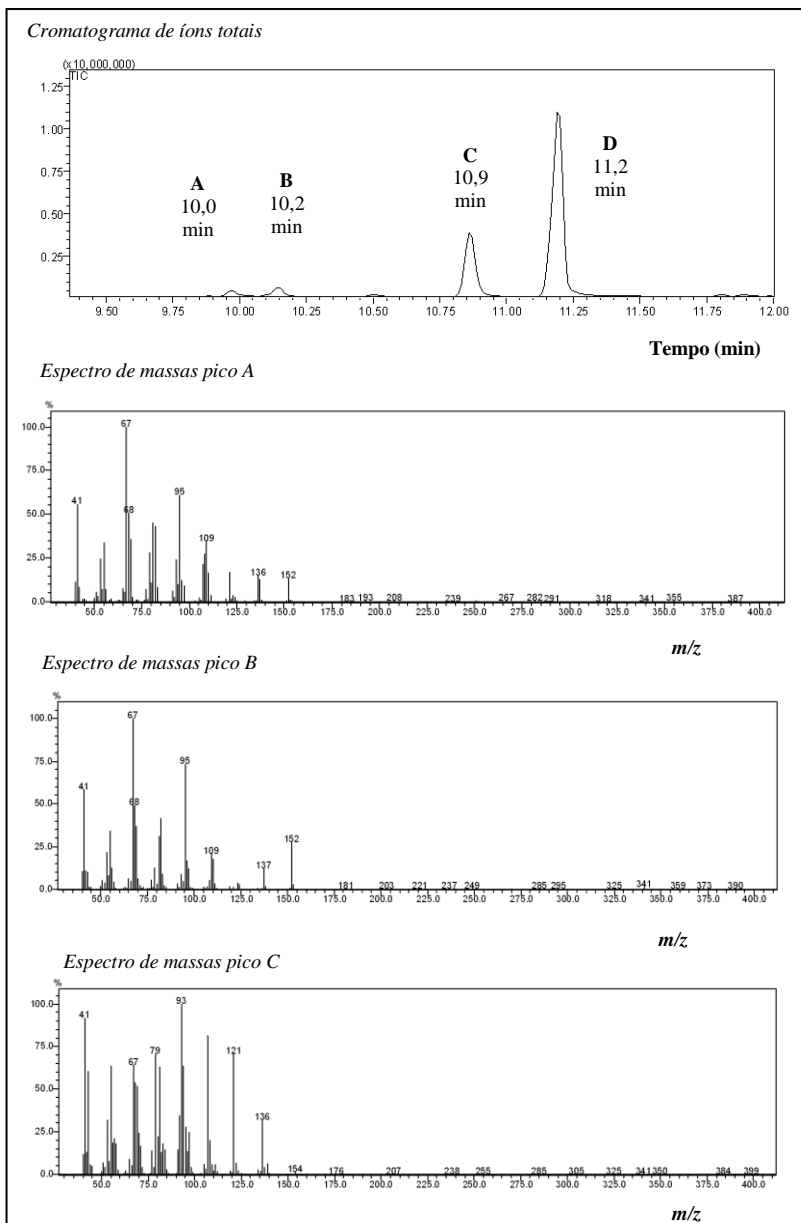 Cromatograma de íons totais
(x10,000,000)
TIC
1.25
1.00
0.75
0.50
0.25
A
10,0
min
B
10,2
min
C
10,9
min
D
11,2
min
9.50 9.75 10.00 10.25 10.50 10.75 11.00 11.25 11.50 11.75 12.00
Tempo (min)
Espectro de massas pico A
%
100.0
75.0
50.0
25.0
0.0
67
41
68
95
109
136
152
183 193 208 239 267 282 291 318 341 355 387
50.0 75.0 100.0 125.0 150.0 175.0 200.0 225.0 250.0 275.0 300.0 325.0 350.0 375.0 400.0
m/z
Espectro de massas pico B
%
100.0
75.0
50.0
25.0
0.0
67
41
68
95
109
137
152
181 203 221 237 249 285 295 325 341 359 373 390
50.0 75.0 100.0 125.0 150.0 175.0 200.0 225.0 250.0 275.0 300.0 325.0 350.0 375.0 400.0
m/z
Espectro de massas pico C
%
100.0
75.0
50.0
25.0
0.0
41
67
79
93
121
136
154 176 207 238 255 285 305 325 341 350 384 399
50.0 75.0 100.0 125.0 150.0 175.0 200.0 225.0 250.0 275.0 300.0 325.0 350.0 375.0 400.0
m/z